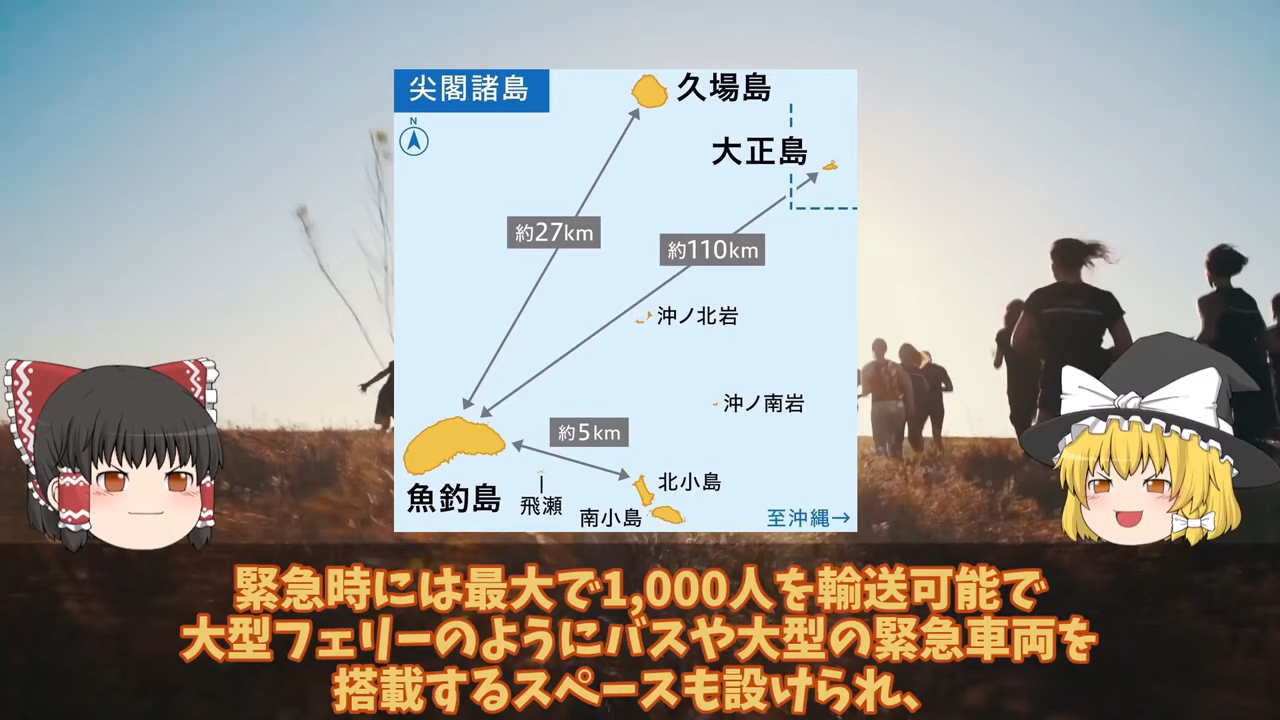 尖閣諸島
N
久場島
大正島
約27km
約110km
沖ノ北岩
沖ノ南岩
約5km
北小島
魚釣島
飛瀬
南小島
至沖縄→
緊急時には最大で1,000人を輸送可能で
大型フェリーのようにバスや大型の緊急車両を
搭載するスペースも設けられ、